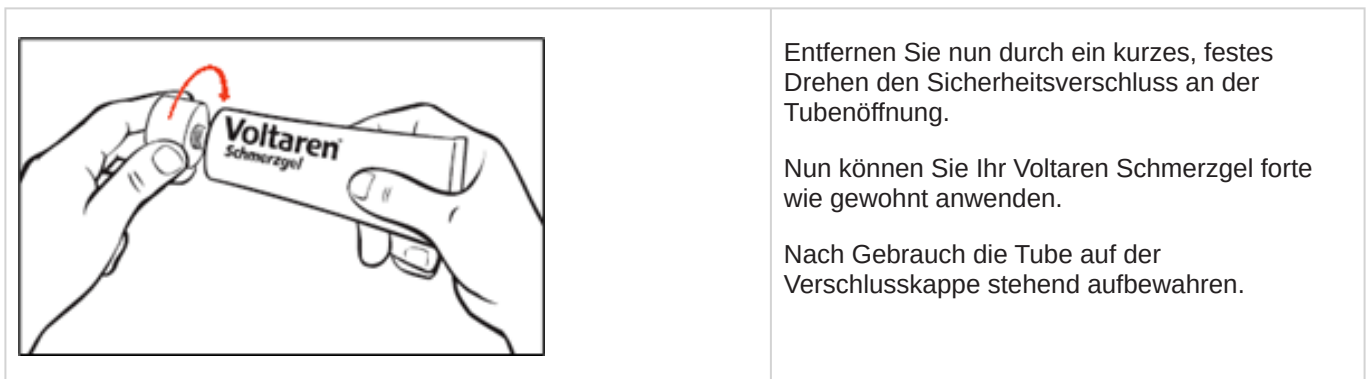 Voltaren
Schmerzgel
Entfernen Sie nun durch ein kurzes, festes
Drehen den Sicherheitsverschluss an der
Tubenöffnung.
Nun können Sie Ihr Voltaren Schmerzgel forte
wie gewohnt anwenden.
Nach Gebrauch die Tube auf der
Verschlusskappe stehend aufbewahren.